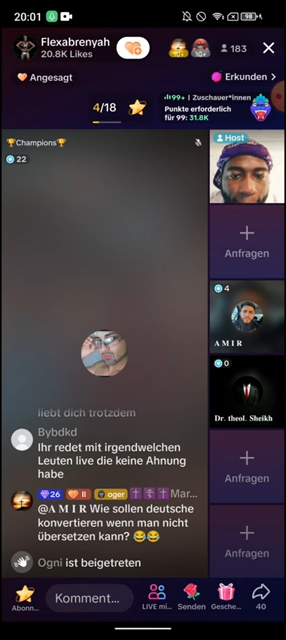 20:01
98
Flexabrenyah
20.8K Likes
183
Angesagt
Erkunden >
4/18
99+ | Zuschauer*innen
Punkte erforderlich
für 99: 31.8K
🏆Champions🏆
22
Host
Anfragen
4
A M I R
0
Dr. theol. Sheikh
Anfragen
Anfragen
liebt dich trotzdem
Bybdkd
Ihr redet mit irgendwelchen
Leuten live die keine Ahnung
habe
26 II oger Mar...
@A M I R Wie sollen deutsche
konvertieren wenn man nicht
übersetzen kann? 😂😂
Ogni ist beigetreten
Abonn...
Komment...
LIVE mi...
Senden
Gesche...
40